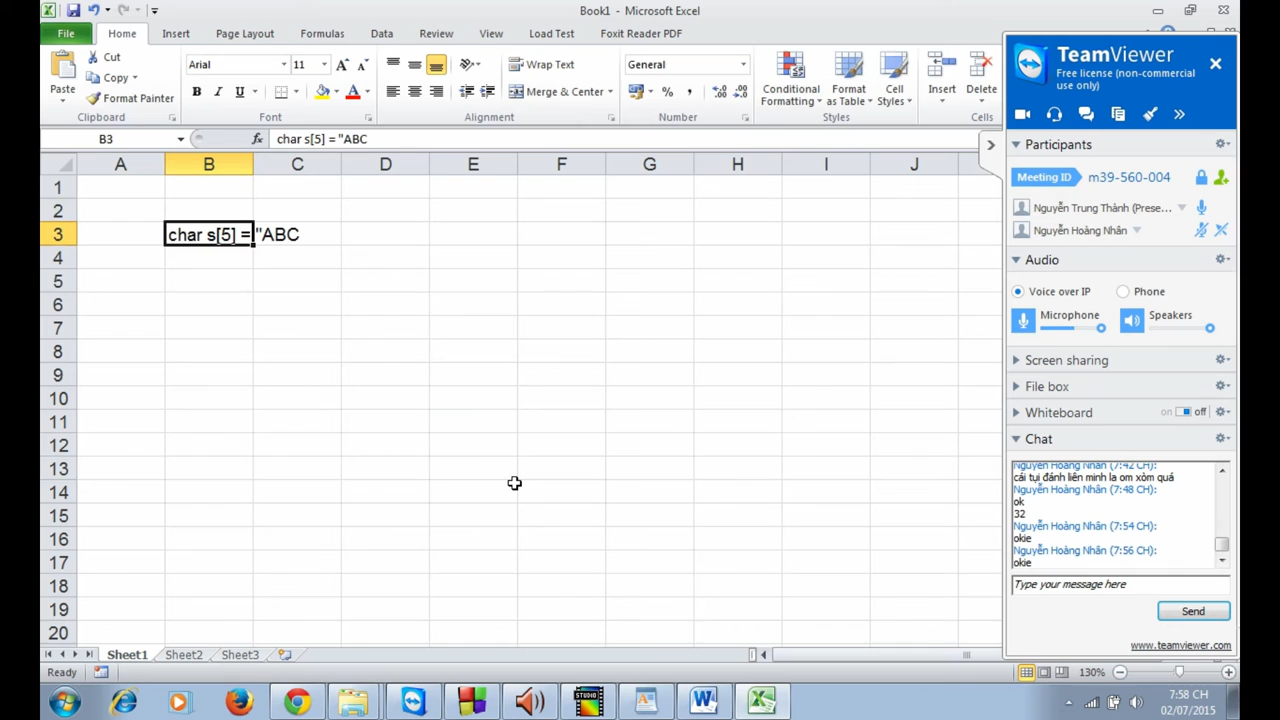 Book1 - Microsoft Excel
File Home Insert Page Layout Formulas Data Review View Load Test Foxit Reader PDF
Paste
Cut
Copy
Format Painter
Clipboard
Arial 11
B I U
Font
Wrap Text
Merge & Center
Alignment
General
Number
Conditional Formatting
Format as Table
Cell Styles
Styles
Insert Delete
Cells
B3 fx char s[5] = "ABC
A B C D E F G H I J
1
2
3 char s[5] = "ABC
4
5
6
7
8
9
10
11
12
13
14
15
16
17
18
19
20
Sheet1 Sheet2 Sheet3
Ready 130%
TeamViewer
Free license (non-commercial
use only)
Participants
Meeting ID m39-560-004
Nguyễn Trung Thành (Prese...
Nguyễn Hoàng Nhân
Audio
Voice over IP Phone
Microphone Speakers
Screen sharing
File box
Whiteboard on off
Chat
Nguyễn Hoàng Nhân (7:42 CH):
cái tụi đánh liên minh la om xòm quá
Nguyễn Hoàng Nhân (7:48 CH):
ok
32
Nguyễn Hoàng Nhân (7:54 CH):
okie
Nguyễn Hoàng Nhân (7:56 CH):
okie
Type your message here
Send
www.teamviewer.com
STUDIO
7:58 CH
02/07/2015